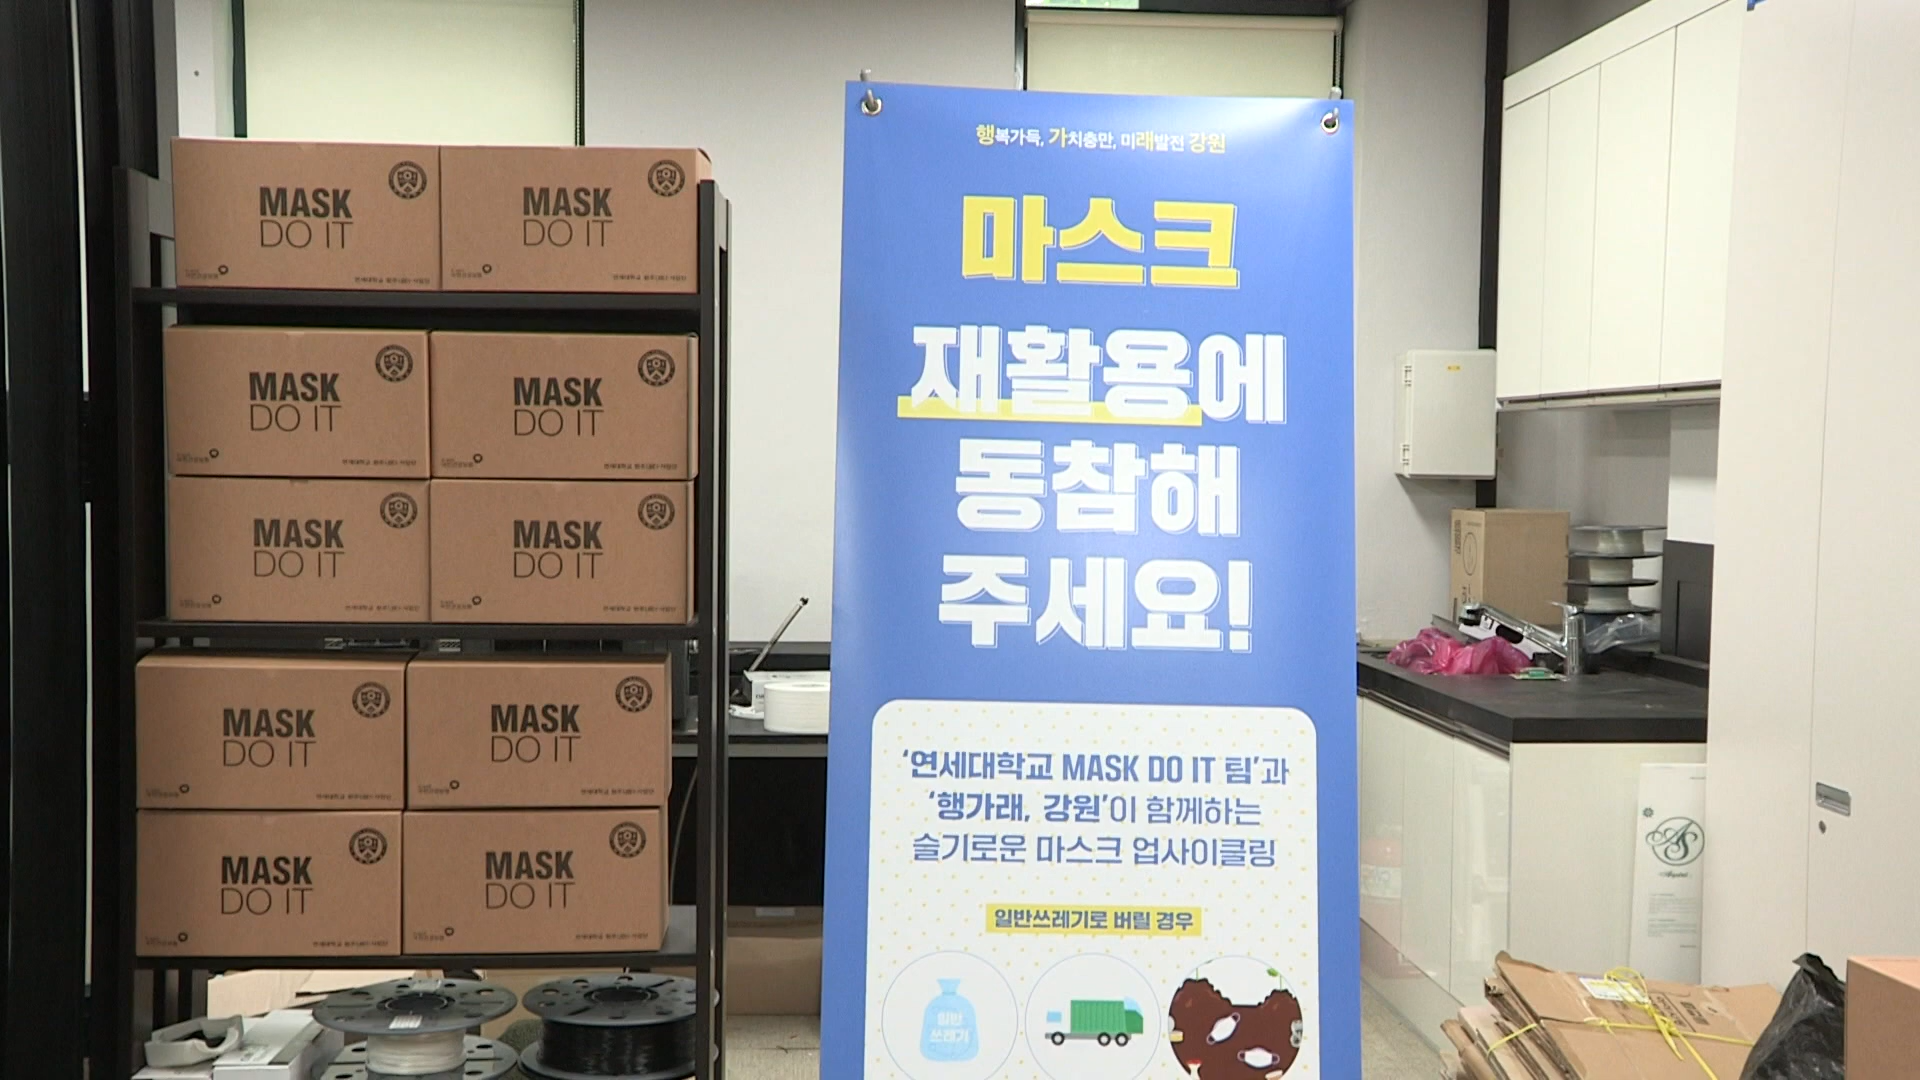 행복가득, 가치충만, 미래발전 강원
마스크
재활용에
동참해
주세요!
'연세대학교 MASK DO IT 팀'과
'행가래, 강원'이 함께하는
슬기로운 마스크 업사이클링
일반쓰레기로 버릴 경우
일반
쓰레기
MASK
DO IT
MASK
DO IT
MASK
DO IT
MASK
DO IT
MASK
DO IT
MASK
DO IT
MASK
DO IT
MASK
DO IT
MASK
DO IT
MASK
DO IT